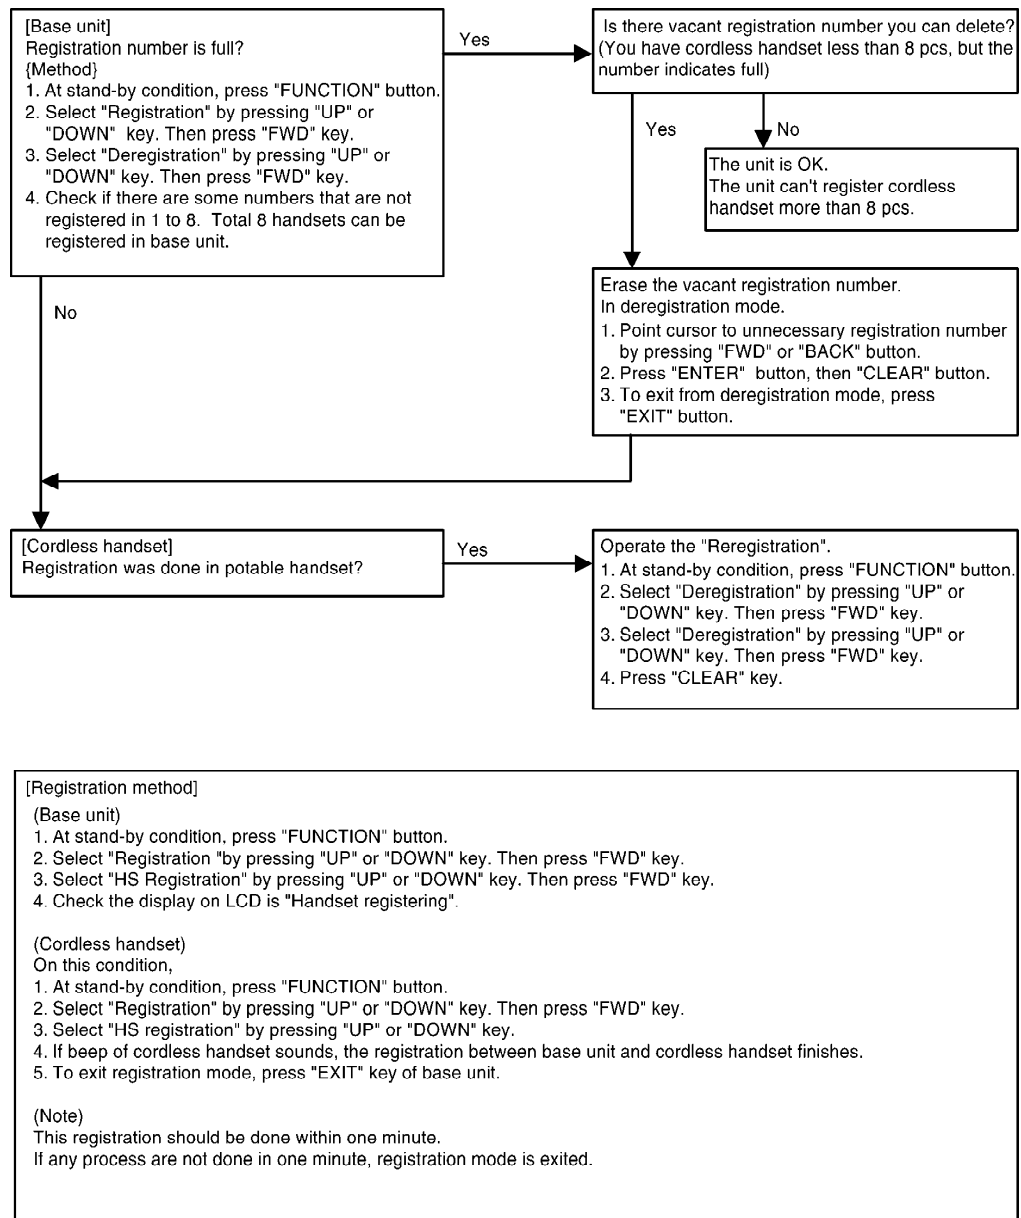 [Base unit]
Registration number is full?
{Method}
1. At stand-by condition, press "FUNCTION" button.
2. Select "Registration" by pressing "UP" or
"DOWN" key. Then press "FWD" key.
3. Select "Deregistration" by pressing "UP" or
"DOWN" key. Then press "FWD" key.
4. Check if there are some numbers that are not
registered in 1 to 8. Total 8 handsets can be
registered in base unit.
Yes
Is there vacant registration number you can delete?
(You have cordless handset less than 8 pcs, but the
number indicates full)
Yes
No
The unit is OK.
The unit can't register cordless
handset more than 8 pcs.
Erase the vacant registration number.
In deregistration mode.
1. Point cursor to unnecessary registration number
by pressing "FWD" or "BACK" button.
2. Press "ENTER" button, then "CLEAR" button.
3. To exit from deregistration mode, press
"EXIT" button.
No
[Cordless handset]
Registration was done in potable handset?
Yes
Operate the "Reregistration".
1. At stand-by condition, press "FUNCTION" button.
2. Select "Deregistration" by pressing "UP" or
"DOWN" key. Then press "FWD" key.
3. Select "Deregistration" by pressing "UP" or
"DOWN" key. Then press "FWD" key.
4. Press "CLEAR" key.
[Registration method]
(Base unit)
1. At stand-by condition, press "FUNCTION" button.
2. Select "Registration "by pressing "UP" or "DOWN" key. Then press "FWD" key.
3. Select "HS Registration" by pressing "UP" or "DOWN" key. Then press "FWD" key.
4. Check the display on LCD is "Handset registering".
(Cordless handset)
On this condition,
1. At stand-by condition, press "FUNCTION" button.
2. Select "Registration" by pressing "UP" or "DOWN" key. Then press "FWD" key.
3. Select "HS registration" by pressing "UP" or "DOWN" key.
4. If beep of cordless handset sounds, the registration between base unit and cordless handset finishes.
5. To exit registration mode, press "EXIT" key of base unit.
(Note)
This registration should be done within one minute.
If any process are not done in one minute, registration mode is exited.